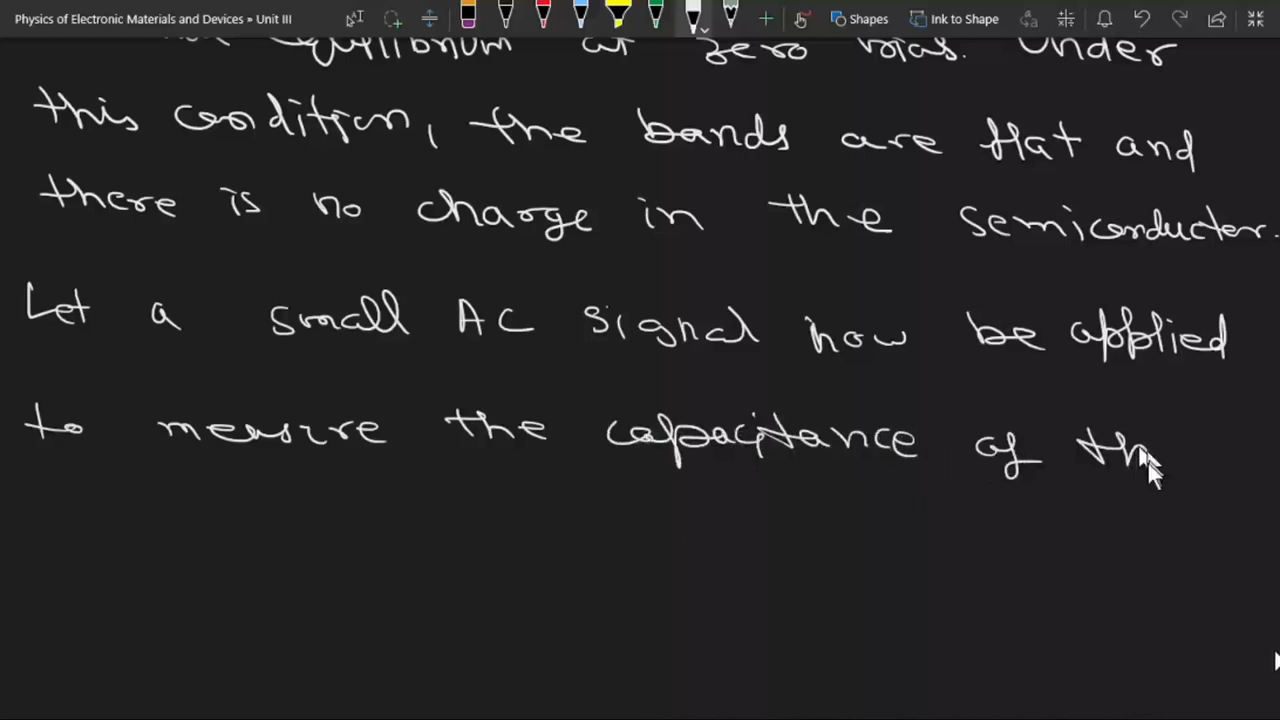 Physics of Electronic Materials and Devices » Unit III
Shapes
Ink to Shape
equilibrium at zero bias. Under
this condition, the bands are flat and
there is no charge in the semiconductor.
Let a small AC signal now be applied
to measure the capacitance of th